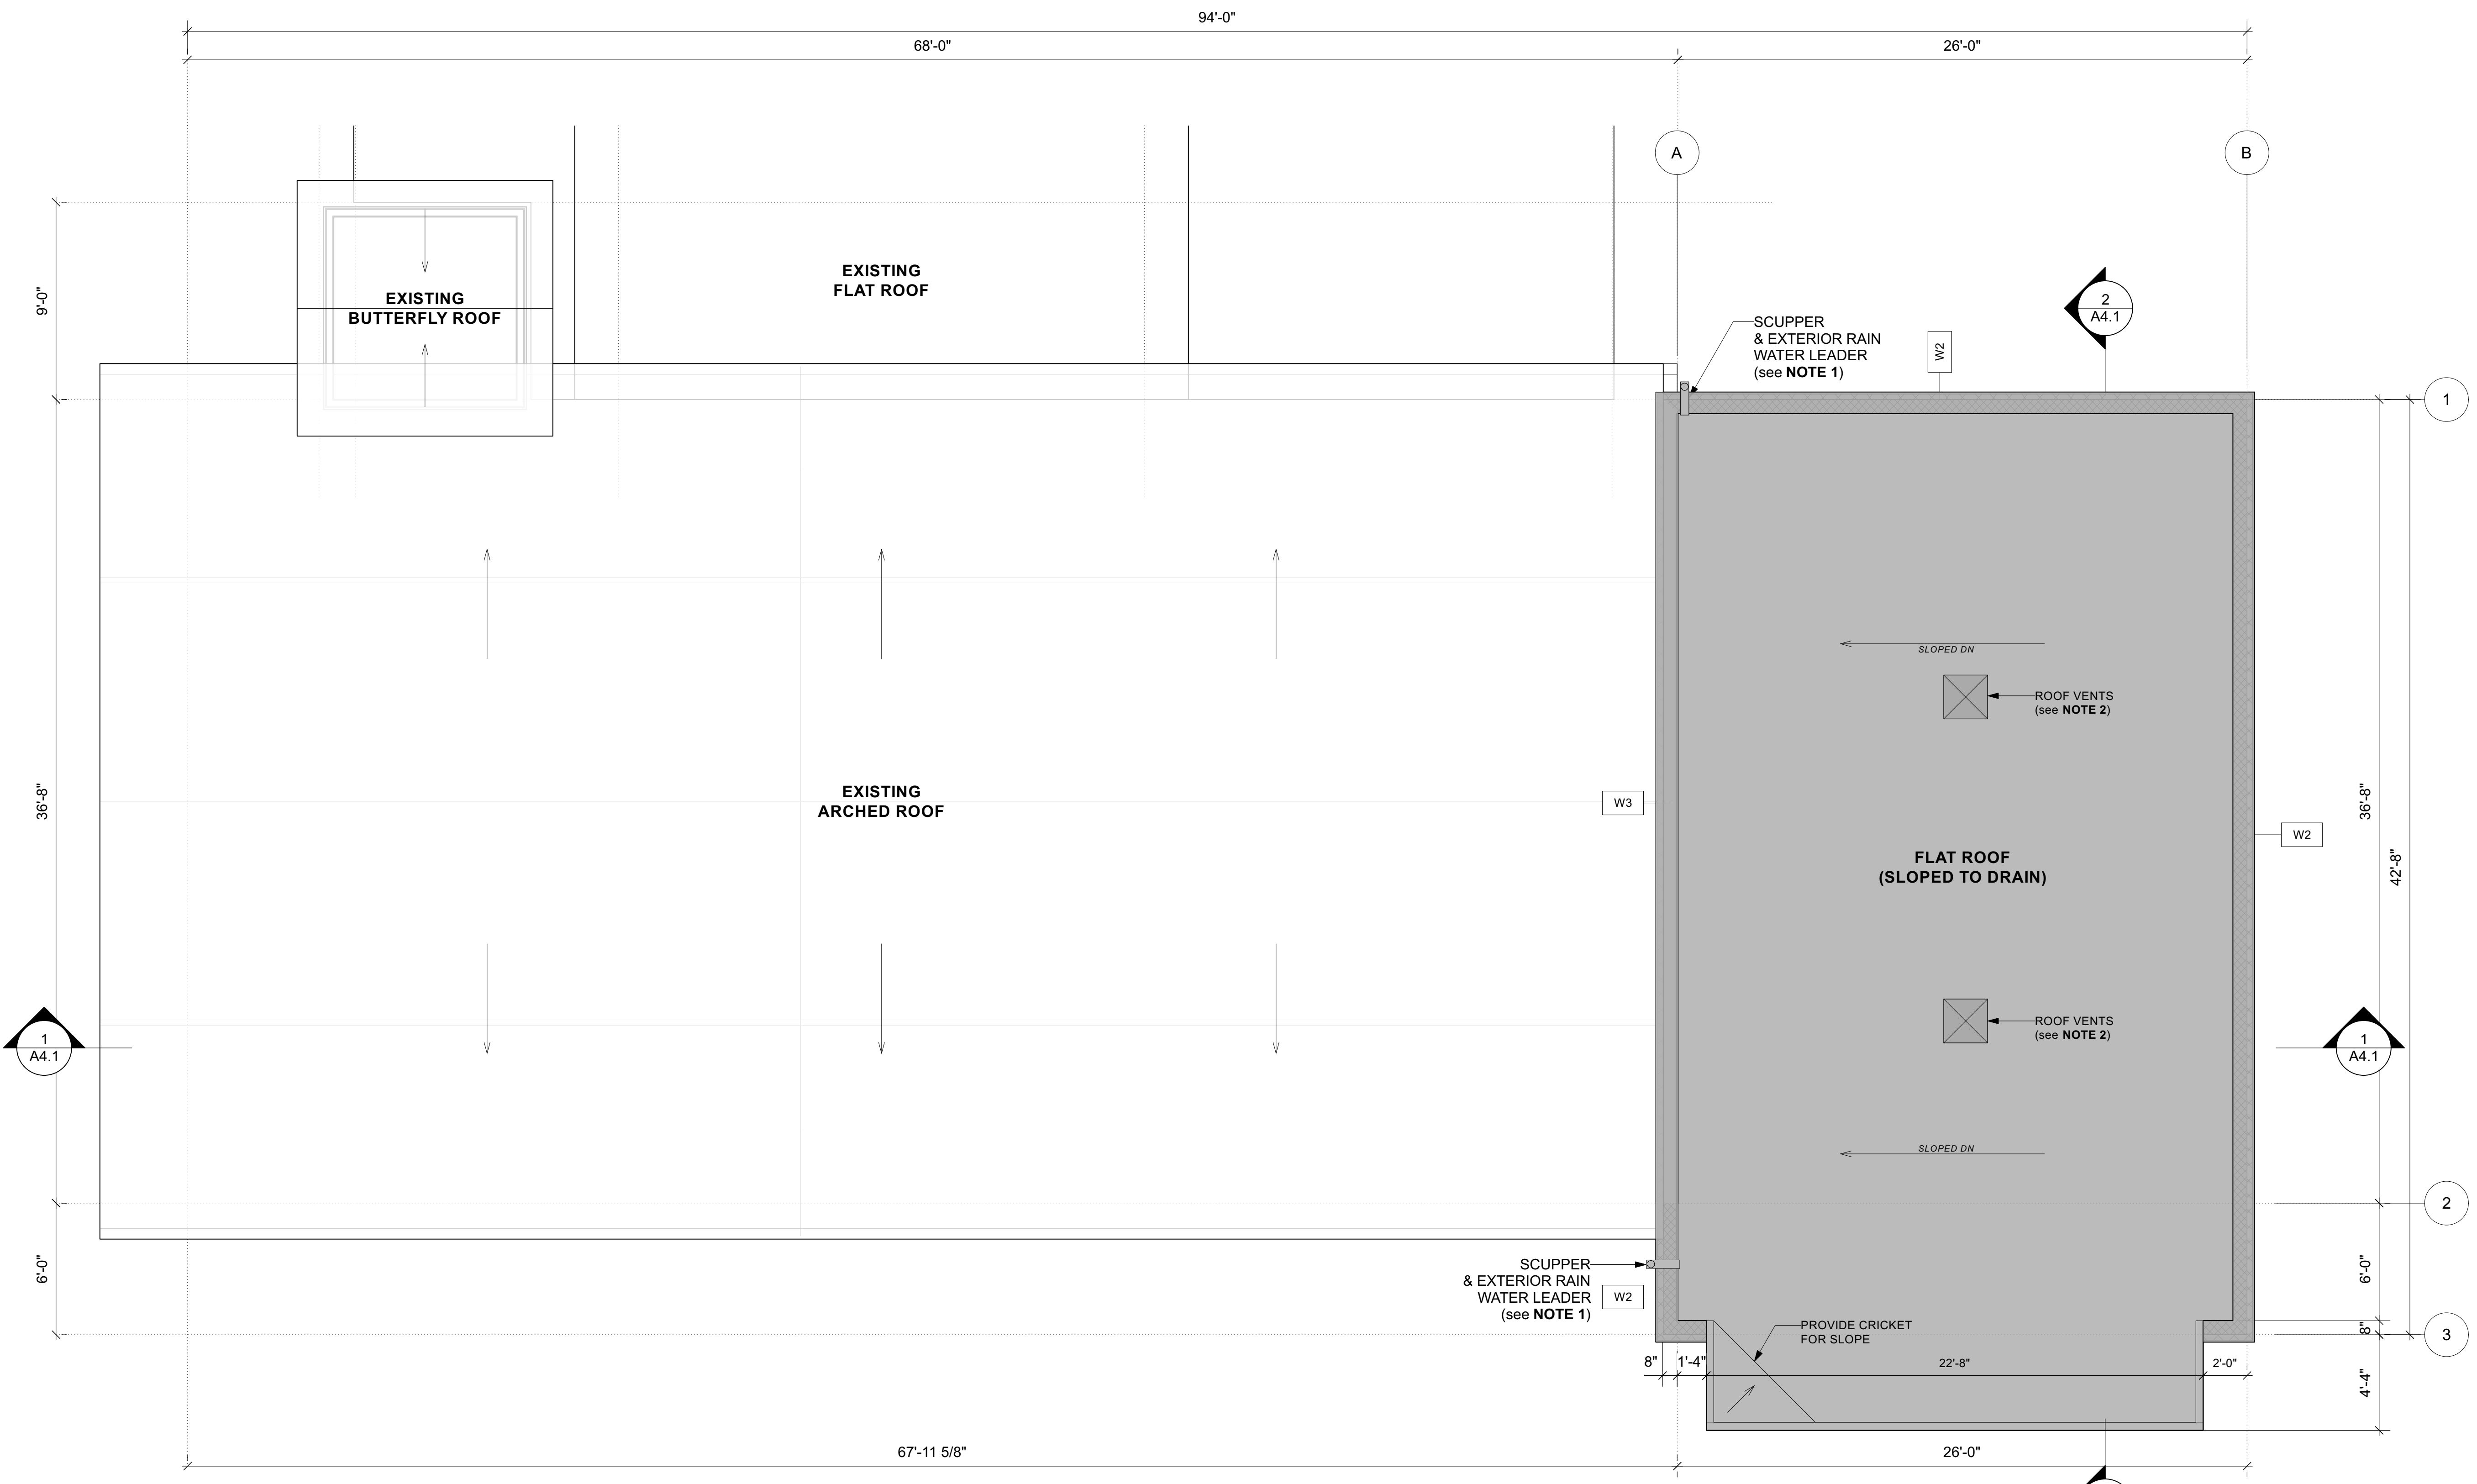 94'-0"
68'-0"
26'-0"
A
B
9'-0"
EXISTING
BUTTERFLY ROOF
EXISTING
FLAT ROOF
SCUPPER
& EXTERIOR RAIN
WATER LEADER
(see NOTE 1)
W2
2
A4.1
1
SLOPED DN
ROOF VENTS
(see NOTE 2)
36'-8"
EXISTING
ARCHED ROOF
W3
W2
FLAT ROOF
(SLOPED TO DRAIN)
36'-8"
42'-8"
1
A4.1
ROOF VENTS
(see NOTE 2)
1
A4.1
SLOPED DN
2
6'-0"
SCUPPER
& EXTERIOR RAIN
WATER LEADER
(see NOTE 1)
W2
6'-0"
PROVIDE CRICKET
FOR SLOPE
8"
3
8"
1'-4"
22'-8"
2'-0"
4'-4"
67'-11 5/8"
26'-0"